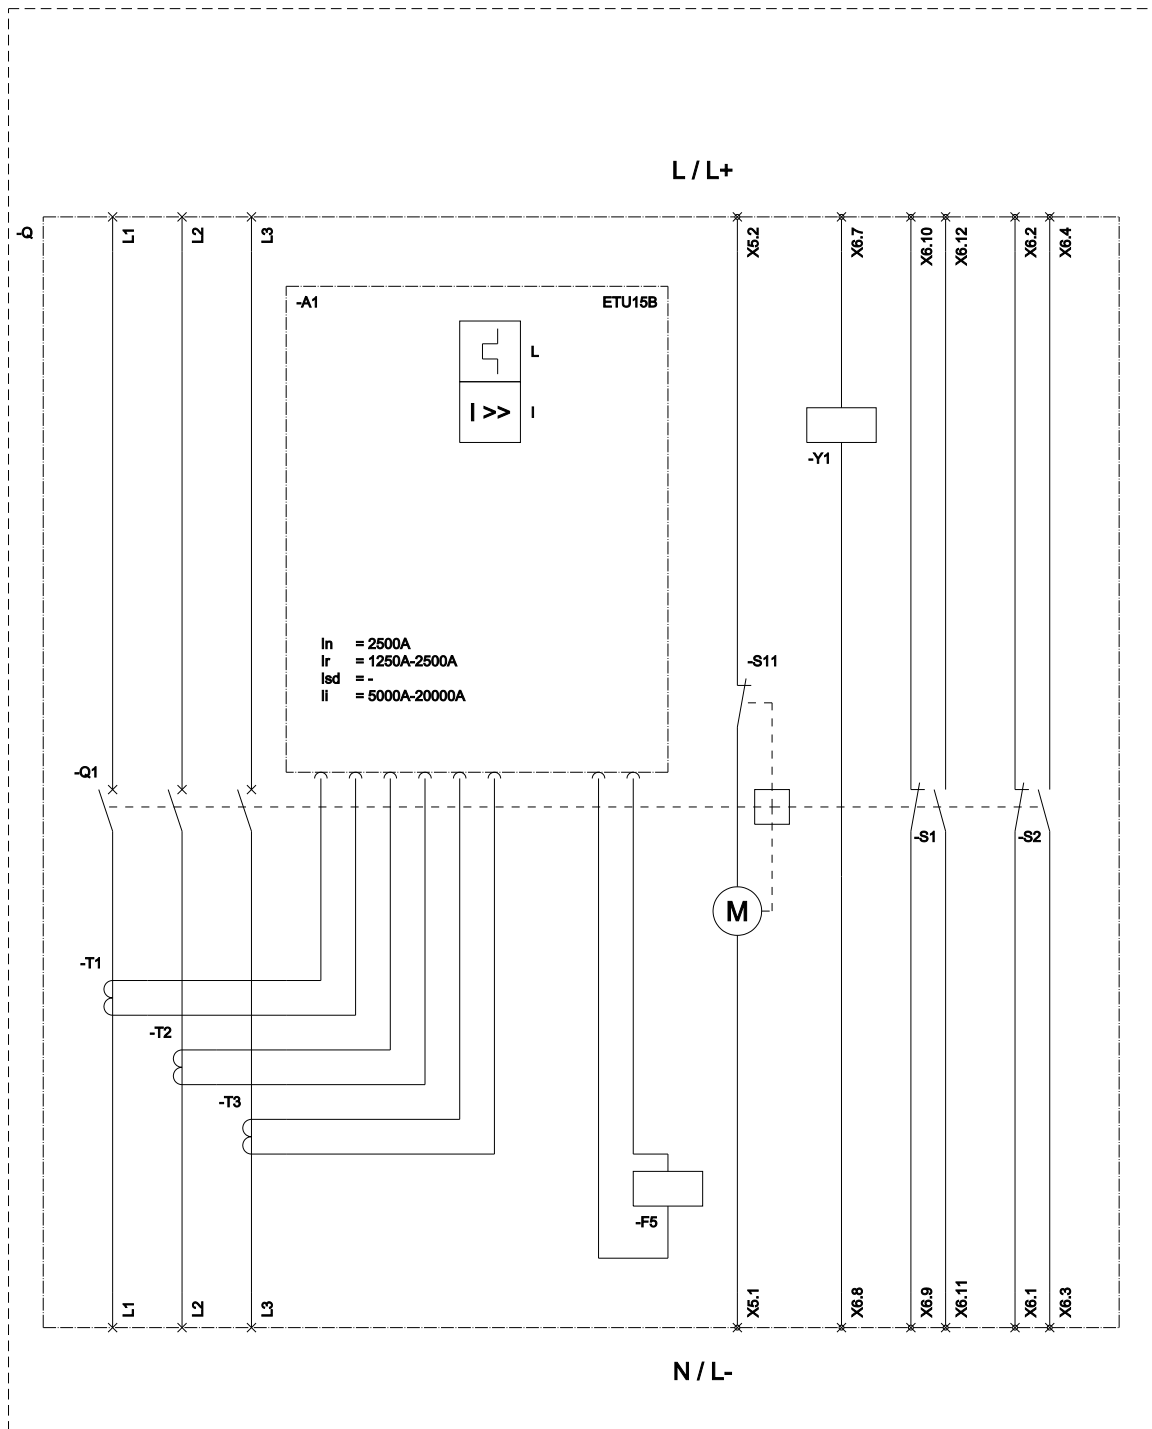 L / L+
-Q
L1
L2
L3
X5.2
X6.7
X6.10
X6.12
X6.2
X6.4
-A1
ETU15B
L
I >>
I
-Y1
In = 2500A
Ir = 1250A-2500A
Isd = -
Ii = 5000A-20000A
-S11
-Q1
-S1
-S2
M
-T1
-T2
-T3
-F5
L1
L2
L3
X5.1
X6.8
X6.9
X6.11
X6.1
X6.3
N / L-